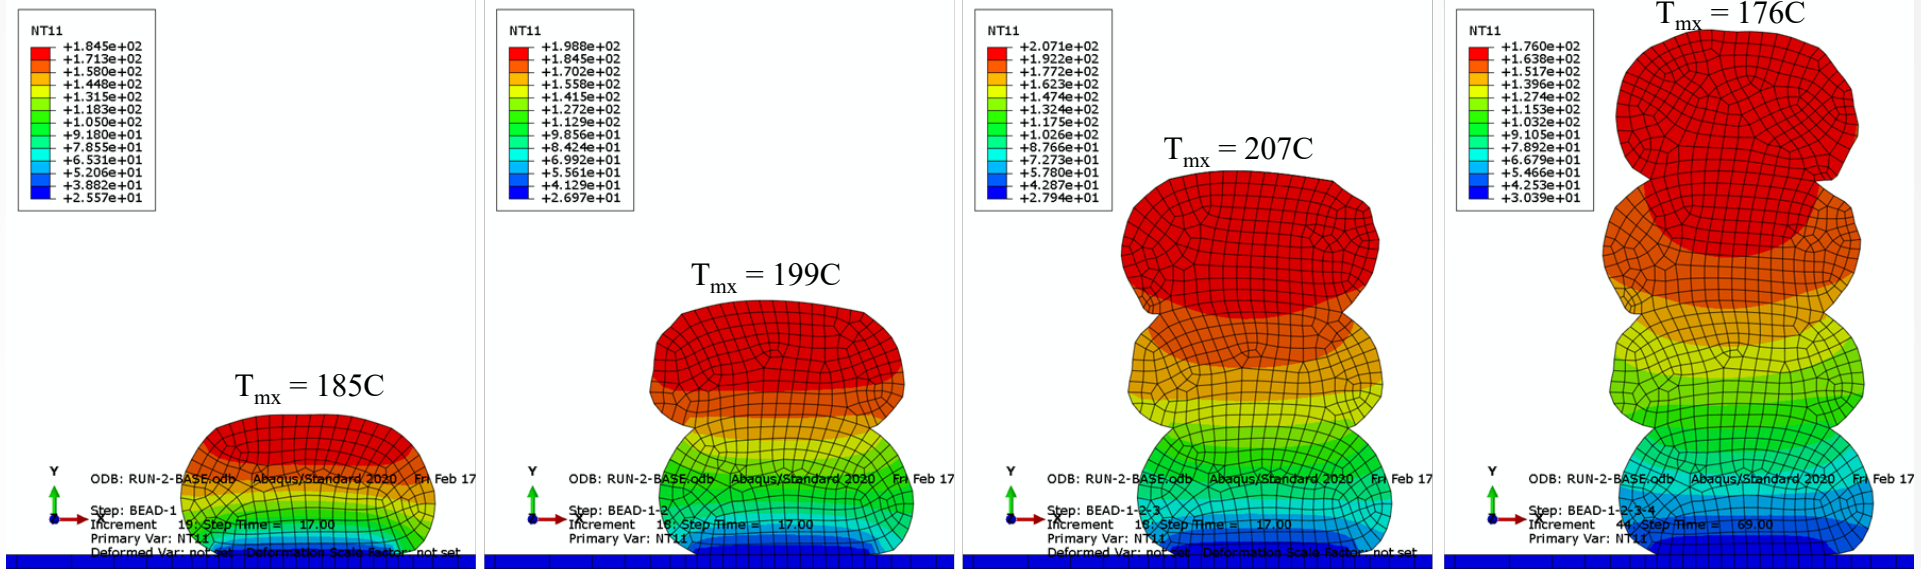 NT11
+1.845e+02
+1.713e+02
+1.580e+02
+1.448e+02
+1.315e+02
+1.183e+02
+1.050e+02
+9.180e+01
+7.855e+01
+6.531e+01
+5.206e+01
+3.882e+01
+2.557e+01
Tmx = 185C
Y
X
ODB: RUN-2-BASE.odb Abaqus/Standard 2020 Fri Feb 17
Step: BEAD-1
Increment 19: Step Time = 17.00
Primary Var: NT11
Deformed Var: not set Deformation Scale Factor: not set
NT11
+1.988e+02
+1.845e+02
+1.702e+02
+1.558e+02
+1.415e+02
+1.272e+02
+1.129e+02
+9.856e+01
+8.424e+01
+6.992e+01
+5.561e+01
+4.129e+01
+2.697e+01
Tmx = 199C
Y
X
ODB: RUN-2-BASE.odb Abaqus/Standard 2020 Fri Feb 17
Step: BEAD-1-2
Increment 18: Step Time = 17.00
Primary Var: NT11
NT11
+2.071e+02
+1.922e+02
+1.772e+02
+1.623e+02
+1.474e+02
+1.324e+02
+1.175e+02
+1.026e+02
+8.766e+01
+7.273e+01
+5.780e+01
+4.287e+01
+2.794e+01
Tmx = 207C
Y
X
ODB: RUN-2-BASE.odb Abaqus/Standard 2020 Fri Feb 17
Step: BEAD-1-2-3
Increment 18: Step Time = 17.00
Primary Var: NT11
Deformed Var: not set Deformation Scale Factor: not set
NT11
+1.760e+02
+1.638e+02
+1.517e+02
+1.396e+02
+1.274e+02
+1.153e+02
+1.032e+02
+9.105e+01
+7.892e+01
+6.679e+01
+5.466e+01
+4.253e+01
+3.039e+01
Tmx = 176C
Y
X
ODB: RUN-2-BASE.odb Abaqus/Standard 2020 Fri Feb 17
Step: BEAD-1-2-3-4
Increment 44: Step Time = 69.00
Primary Var: NT11